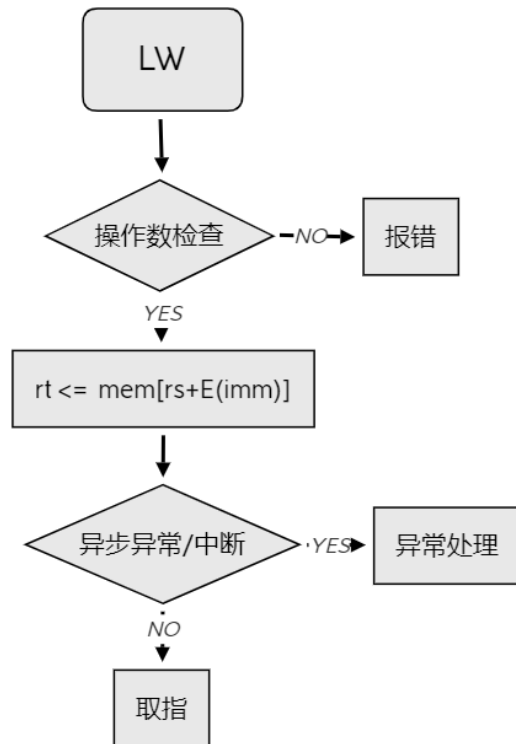 LW
操作数检查
NO
报错
YES
rt <= mem[rs+E(imm)]
异步异常/中断
YES
异常处理
NO
取指